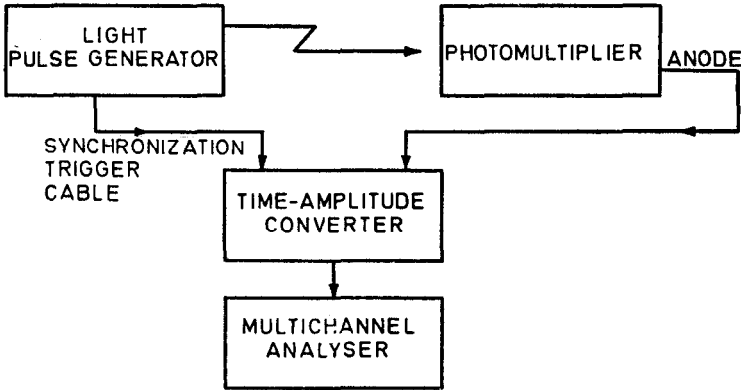 LIGHT
PULSE GENERATOR
PHOTOMULTIPLIER
ANODE
SYNCHRONIZATION
TRIGGER
CABLE
TIME-AMPLITUDE
CONVERTER
MULTICHANNEL
ANALYSER